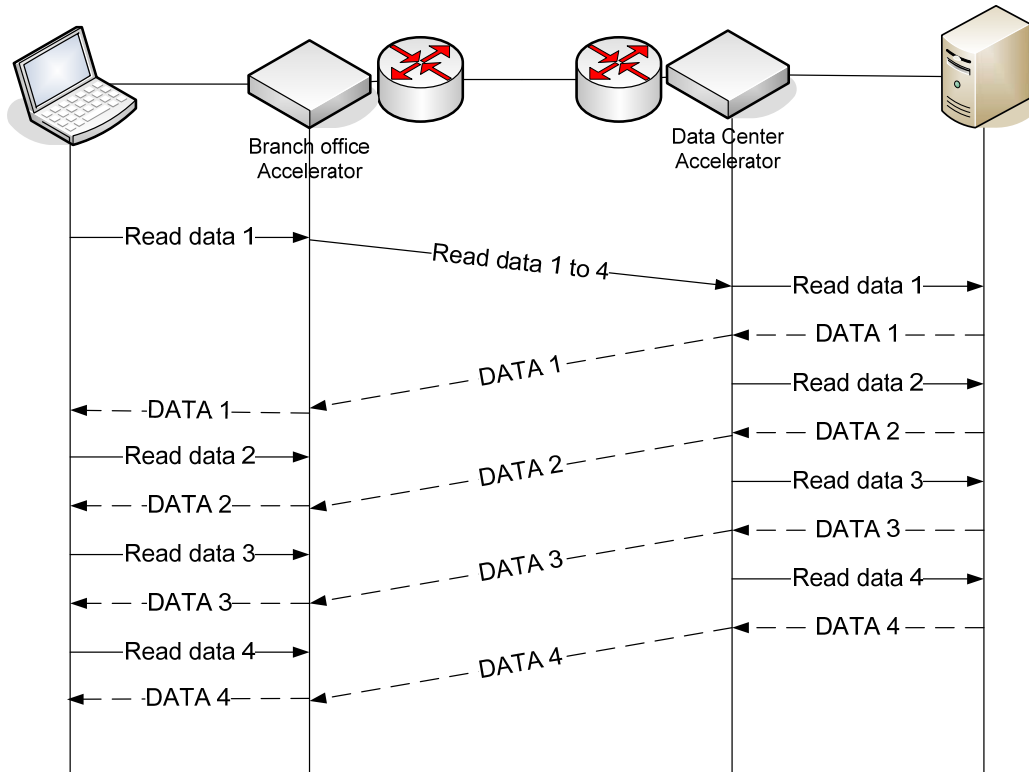 Branch office
Accelerator
Data Center
Accelerator
Read data 1
Read data 1 to 4
Read data 1
DATA 1
DATA 1
Read data 2
DATA 1
DATA 2
Read data 2
DATA 2
Read data 3
DATA 2
DATA 3
Read data 3
DATA 3
Read data 4
DATA 3
DATA 4
Read data 4
DATA 4
DATA 4